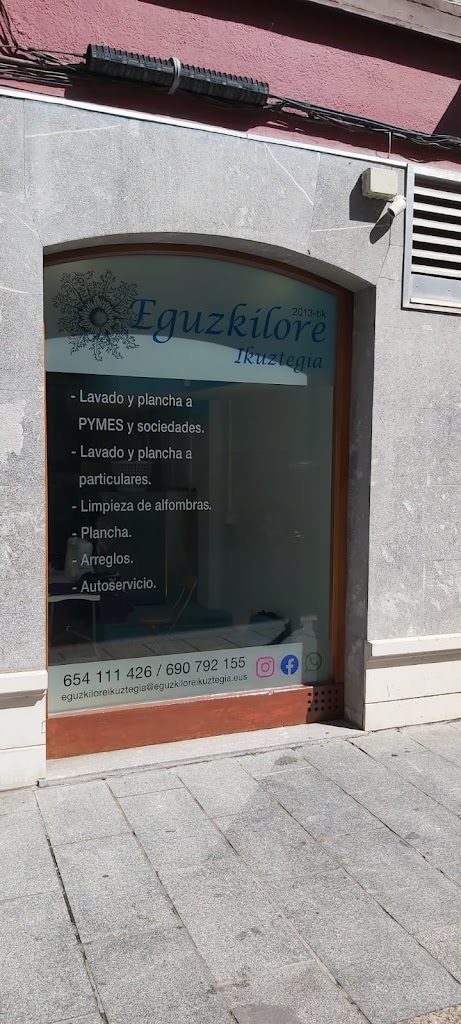 2013-tik
Eguzkilore
Ikuztegia
- Lavado y plancha a
PYMES y sociedades.
- Lavado y plancha a
particulares.
- Limpieza de alfombras.
- Plancha.
- Arreglos.
- Autoservicio.
654 111 426 / 690 792 155
eguzkiloreikuztegia@eguzkiloreikuztegia.eus